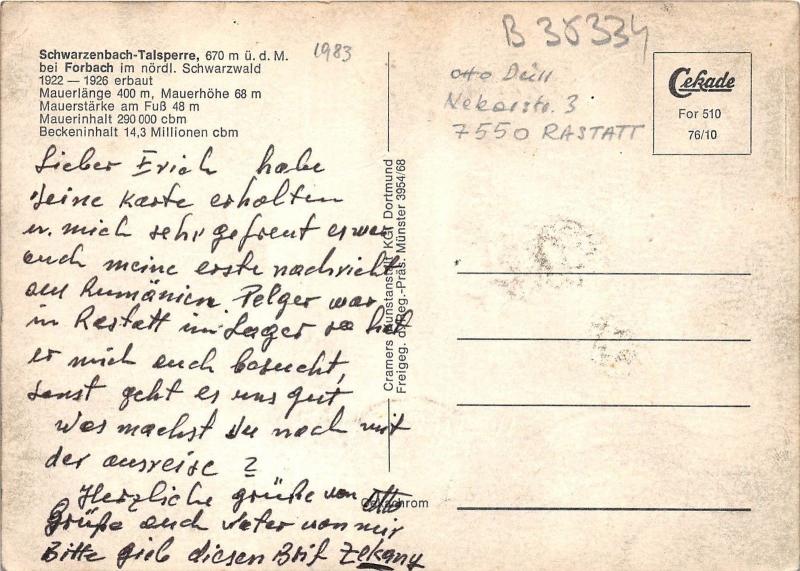 Schwarzenbach-Talsperre, 670 m ü. d. M.
bei Forbach im nördl. Schwarzwald
1922 — 1926 erbaut
Mauerlänge 400 m, Mauerhöhe 68 m
Mauerstärke am Fuß 48 m
Mauerinhalt 290 000 cbm
Beckeninhalt 14,3 Millionen cbm
1983
Lieber Erich habe
deine Karte erhalten
u. mich sehr gefreut es war
auch meine erste nachricht
aus Rumänien. Pelger war
in Rastatt im Lager da hat
er mich auch besucht,
sonst geht es uns gut
was machst du noch mit
der ausreise ?
Herzliche grüße von Otto
Grüße auch Vater von mir
Bitte gieb diesen Brif Zekany
Cramers Kunstanstalt KG, Dortmund
Freigeg. d. Reg.-Präs. Münster 3954/68
B 38334
otto Düll
Nekarstr. 3
7550 RASTATT
Cekade
For 510
76/10